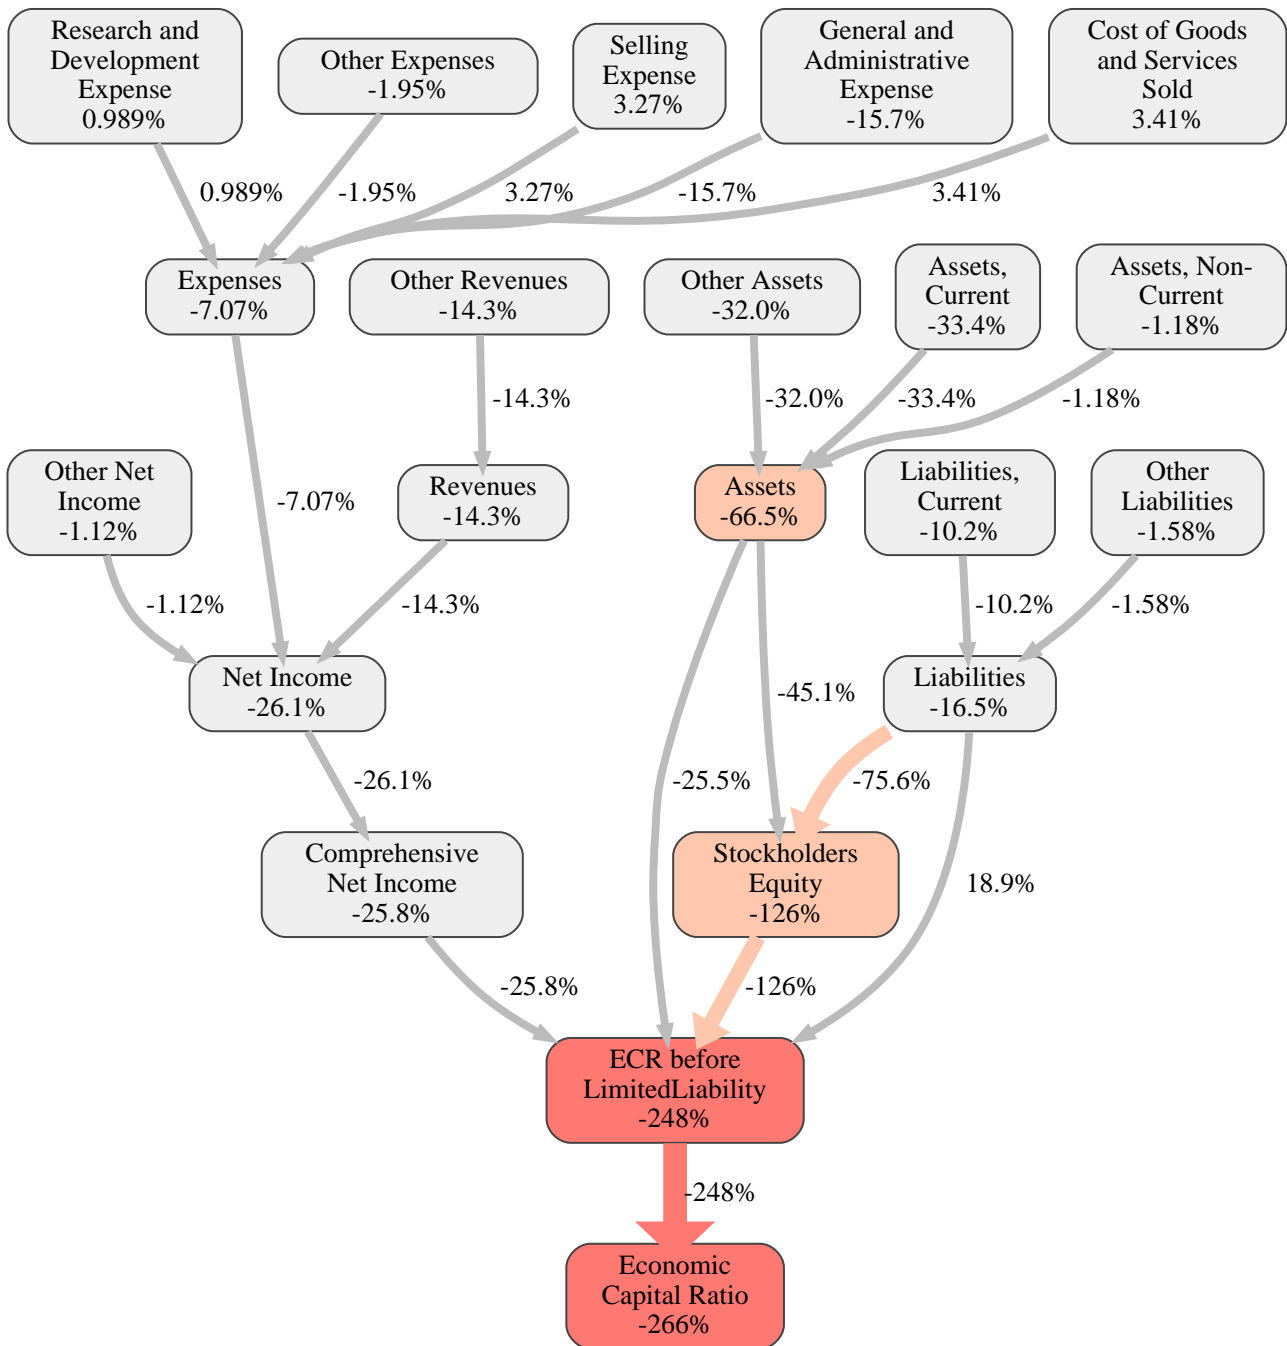 Research and
Development
Expense
0.989%
Other Expenses
-1.95%
Selling
Expense
3.27%
General and
Administrative
Expense
-15.7%
Cost of Goods
and Services
Sold
3.41%
0.989%
-1.95%
3.27%
-15.7%
3.41%
Expenses
-7.07%
Other Revenues
-14.3%
Other Assets
-32.0%
Assets,
Current
-33.4%
Assets, Non-
Current
-1.18%
-14.3%
-32.0%
-33.4%
-1.18%
Other Net
Income
-1.12%
-7.07%
Revenues
-14.3%
Assets
-66.5%
Liabilities,
Current
-10.2%
Other
Liabilities
-1.58%
-1.12%
-14.3%
-10.2%
-1.58%
Net Income
-26.1%
-45.1%
Liabilities
-16.5%
-26.1%
-25.5%
-75.6%
Comprehensive
Net Income
-25.8%
Stockholders
Equity
-126%
18.9%
-25.8%
-126%
ECR before
LimitedLiability
-248%
-248%
Economic
Capital Ratio
-266%